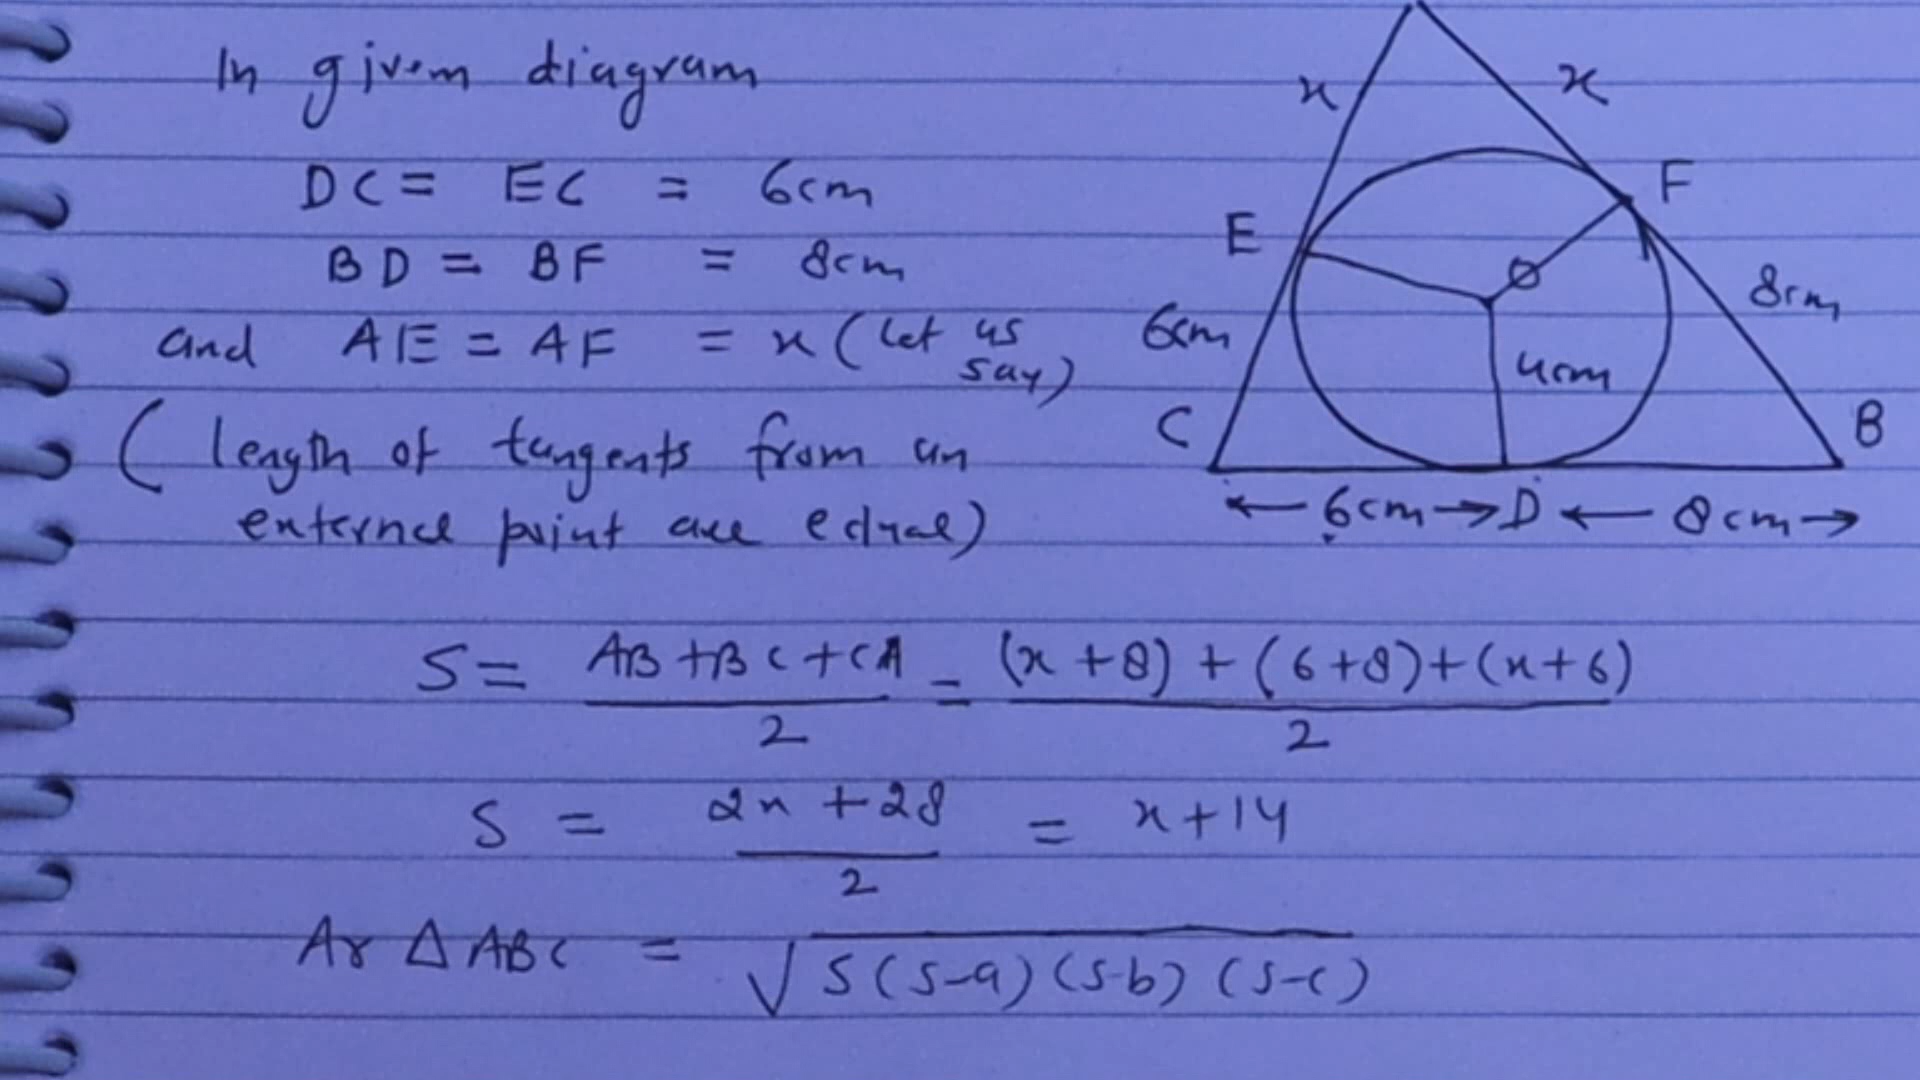 In given diagram
DC = EC = 6cm
BD = BF = 8cm
and AE = AF = x (let us say)
( length of tangents from an
external point are equal)
x x
E F
O
6cm 8cm
4cm
C B
← 6cm → D ← 8cm →
S = AB+BC+CA/2 = (x+8) + (6+8)+(x+6)/2
S = 2x+28/2 = x+14
Ar △ABC = √S(S-a)(S-b)(S-c)